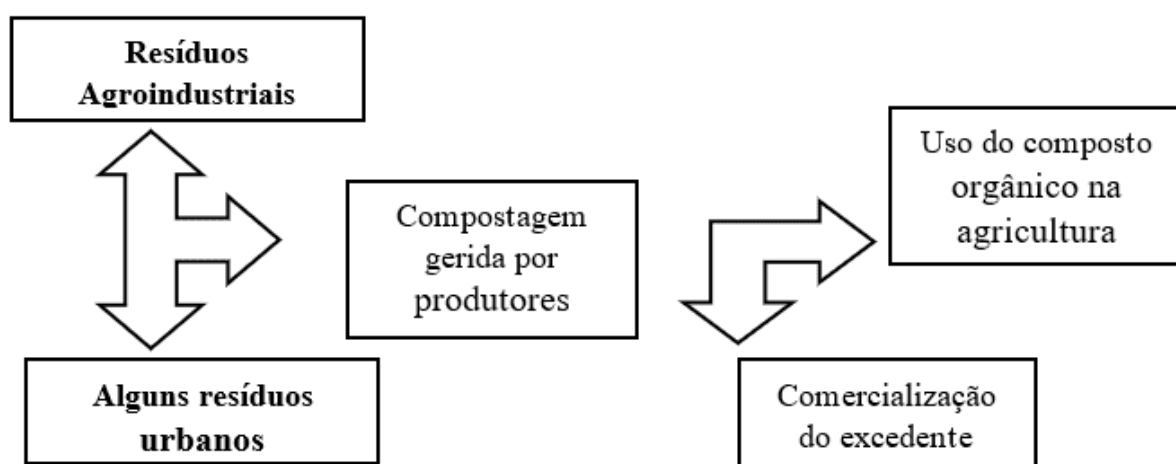 Resíduos
Agroindustriais
Alguns resíduos
urbanos
Compostagem
gerida por
produtores
Uso do composto
orgânico na
agricultura
Comercialização
do excedente